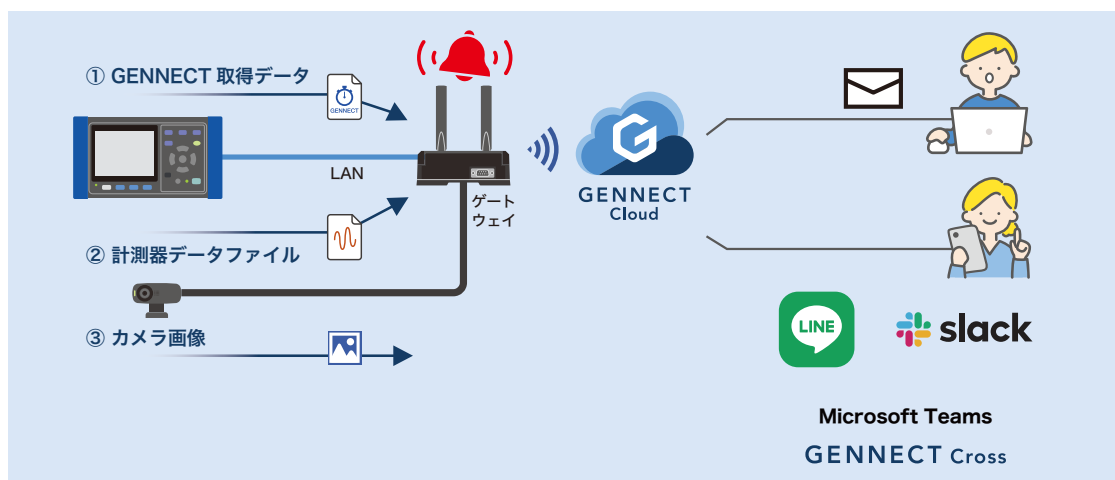 ① GENNECT 取得データ
GENNECT
LAN
ゲート
ウェイ
GENNECT
Cloud
② 計測器データファイル
③ カメラ画像
LINE
slack
Microsoft Teams
GENNECT Cross